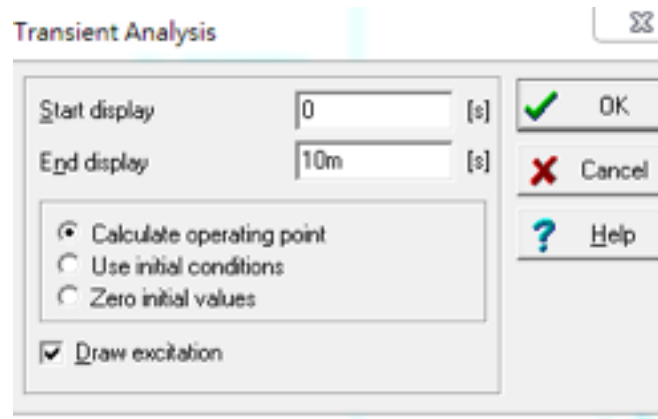 Transient Analysis
Start display 0 [s]
End display 10m [s]
Calculate operating point
Use initial conditions
Zero initial values
Draw excitation
OK
Cancel
Help